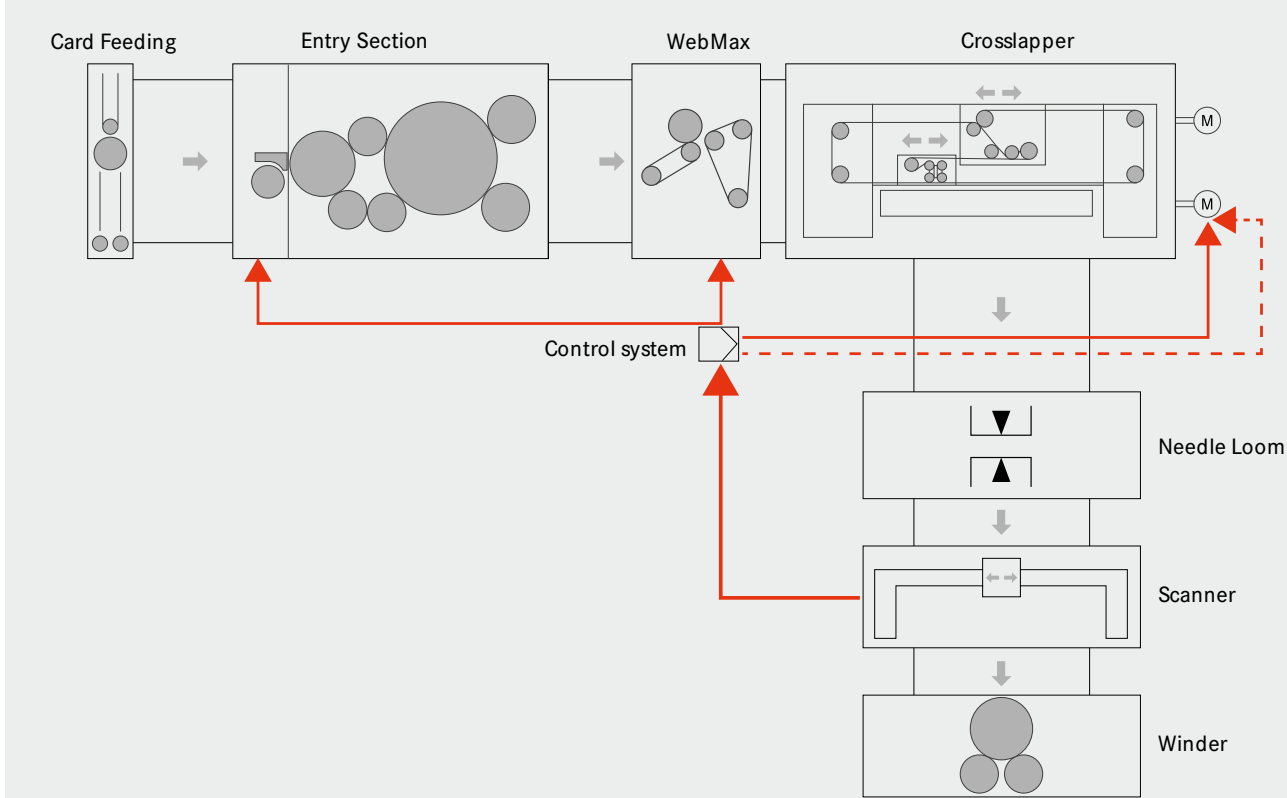 Card Feeding
Entry Section
WebMax
Crosslapper
M
M
Control system
Needle Loom
Scanner
Winder